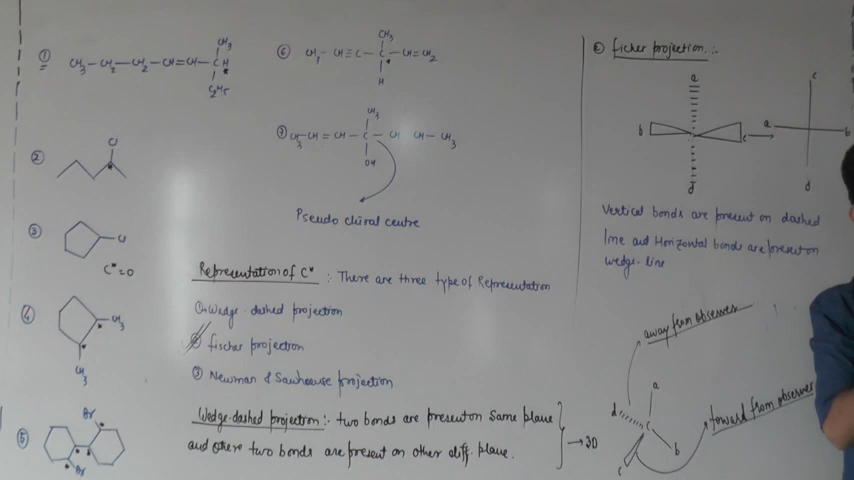 ① CH₃-CH₂-CH₂-CH=CH-CH
CH₃
*
C₂H₅
②
Cl
*
③
Cl
C*=0
④
CH₃
*
*
CH₃
⑤
Br
* * * *
Br
⑥ CH₃-CH≡C-C-CH=CH₂
CH₃
*
H
⑦ CH₃-CH=CH-C-CH CH-CH₃
CH₃
OH
Pseudo chiral centre
Representation of C* :- There are three type of Representation
① Wedge-dashed projection
② fischer projection
③ Newman & Sawhouse projection
Wedge-dashed projection :- two bonds are present on same plane
and othere two bonds are present on other diff. plane.
→ 3D
② ficher projection :-
a
b
c
d
c
a
b
d
Vertical bonds are present on dashed
line and Horizontal bonds are present on
wedge-line
away from observer
a
d
C
b
c
toward from observer